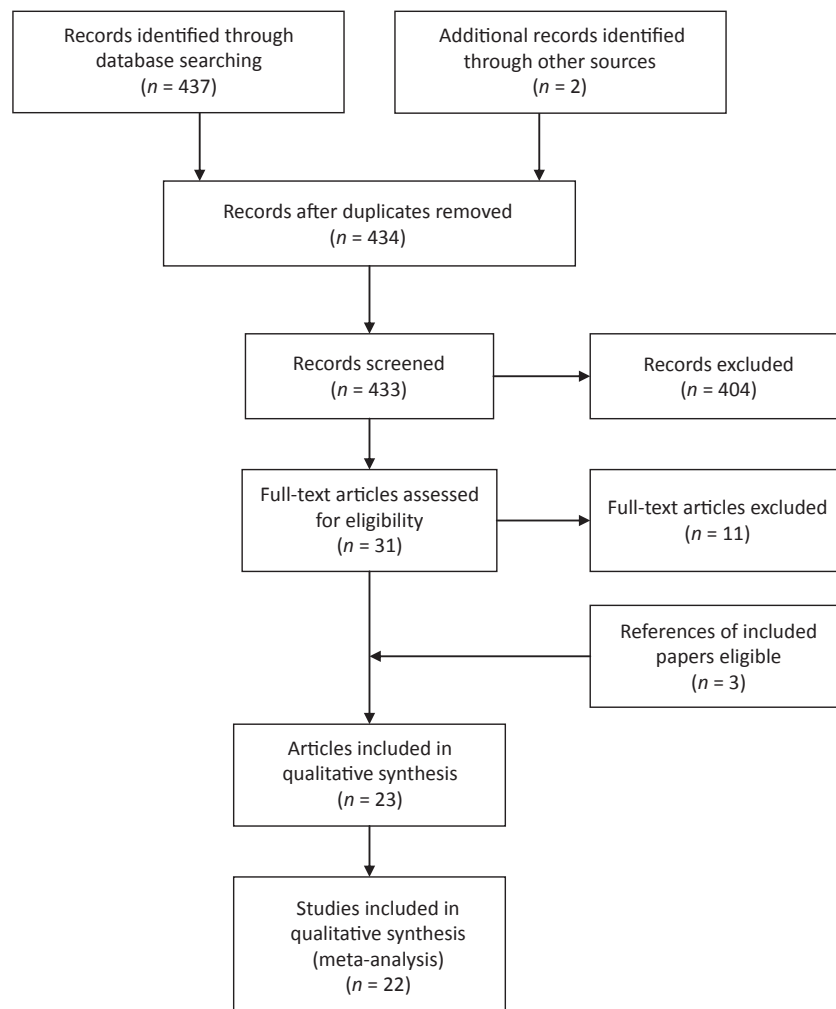 Records identified through
database searching
(n = 437)
Additional records identified
through other sources
(n = 2)
Records after duplicates removed
(n = 434)
Records screened
(n = 433)
Records excluded
(n = 404)
Full-text articles assessed
for eligibility
(n = 31)
Full-text articles excluded
(n = 11)
References of included
papers eligible
(n = 3)
Articles included in
qualitative synthesis
(n = 23)
Studies included in
qualitative synthesis
(meta-analysis)
(n = 22)